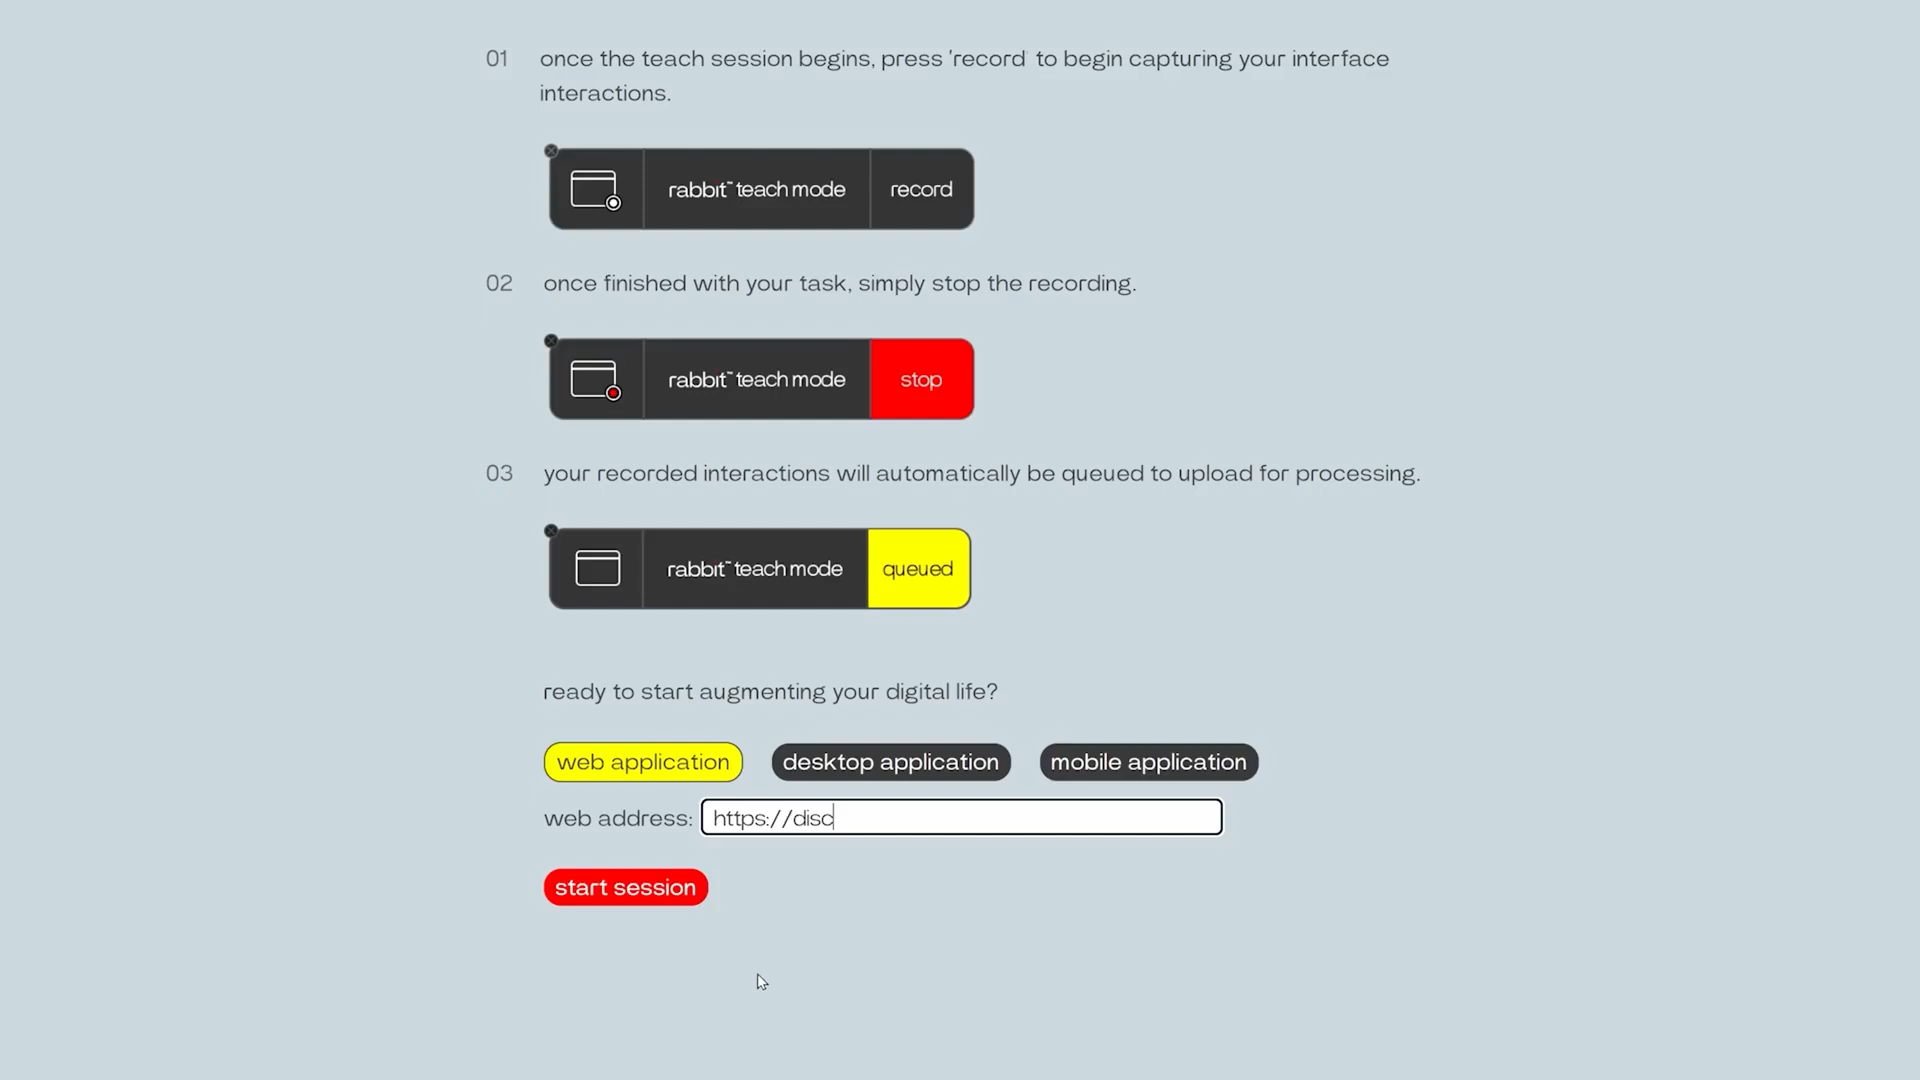 01 once the teach session begins, press 'record' to begin capturing your interface
interactions.
rabbit™ teach mode record
02 once finished with your task, simply stop the recording.
rabbit™ teach mode stop
03 your recorded interactions will automatically be queued to upload for processing.
rabbit™ teach mode queued
ready to start augmenting your digital life?
web application desktop application mobile application
web address: https://disc
start session